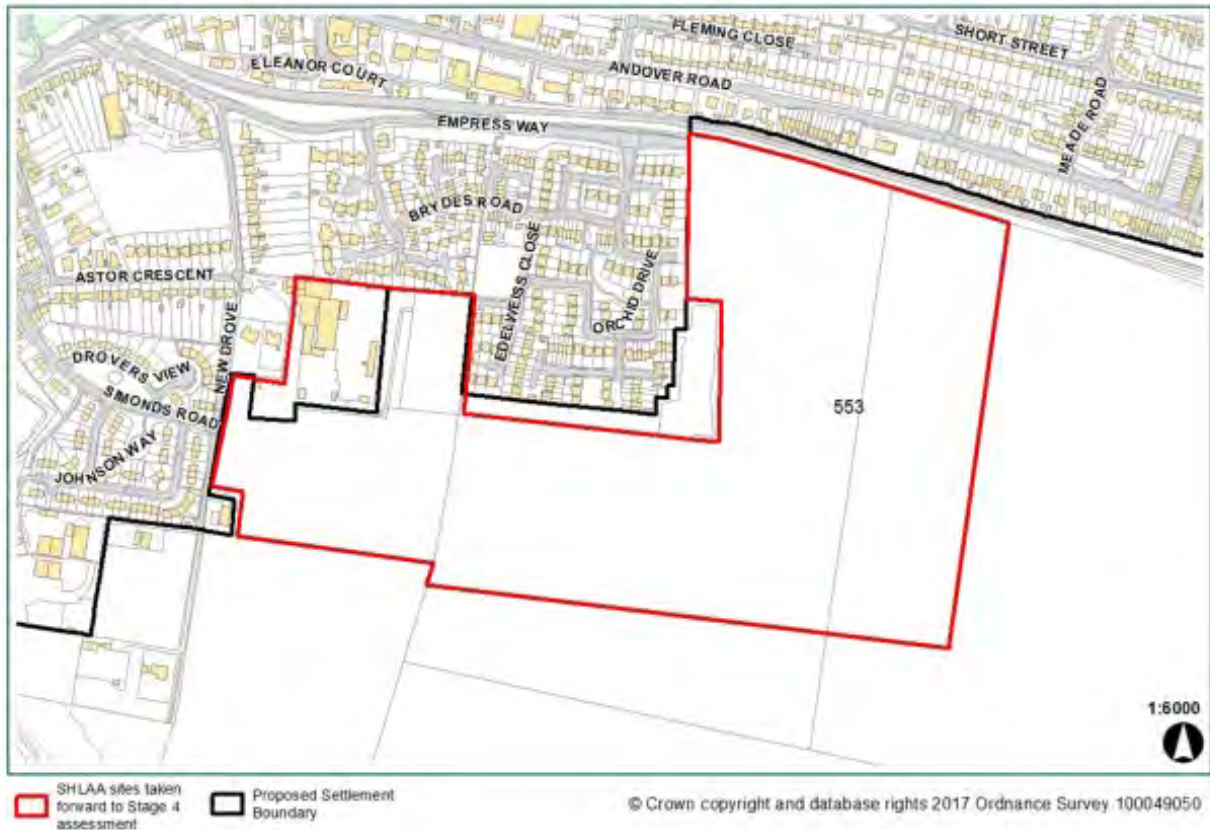 FLEMING CLOSE
SHORT STREET
ELEANOR COURT
ANDOVER ROAD
MEADE ROAD
EMPRESS WAY
BRYDES ROAD
EDELWEISS CLOSE
ORCHID DRIVE
ASTOR CRESCENT
NEW DROVE
DROVERS VIEW
SIMONDS ROAD
JOHNSON WAY
553
1:6000
SHLAA sites taken
forward to Stage 4
assessment
Proposed Settlement
Boundary
© Crown copyright and database rights 2017 Ordnance Survey 100049050